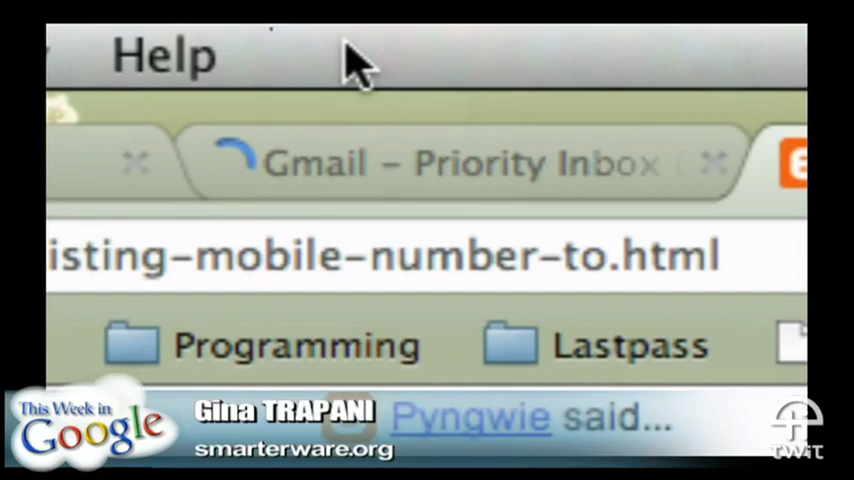 Help
Gmail – Priority Inbox (
isting-mobile-number-to.html
Programming
Lastpass
Pyngwie said...
This Week in
Google
Gina TRAPANI
smarterware.org
twit